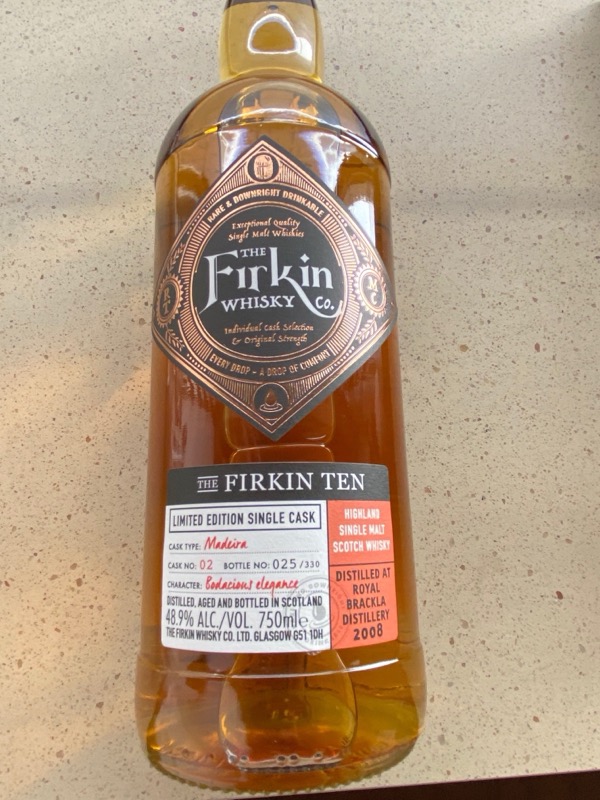 RARE & DOWNRIGHT DRINKABLE
Exceptional Quality
Single Malt Whiskies
THE
Firkin
WHISKY Co.
Individual Cask Selection
& Original Strength
EVERY DROP - A DROP OF COMFORT
THE FIRKIN TEN
LIMITED EDITION SINGLE CASK
CASK TYPE: Madeira
CASK NO: 02 BOTTLE NO: 025/330
CHARACTER: Bodacious elegance
DISTILLED, AGED AND BOTTLED IN SCOTLAND
48.9% ALC./VOL. 750ml e
THE FIRKIN WHISKY CO. LTD. GLASGOW G51 1DH
HIGHLAND
SINGLE MALT
SCOTCH WHISKY
DISTILLED AT
ROYAL
BRACKLA
DISTILLERY
2008